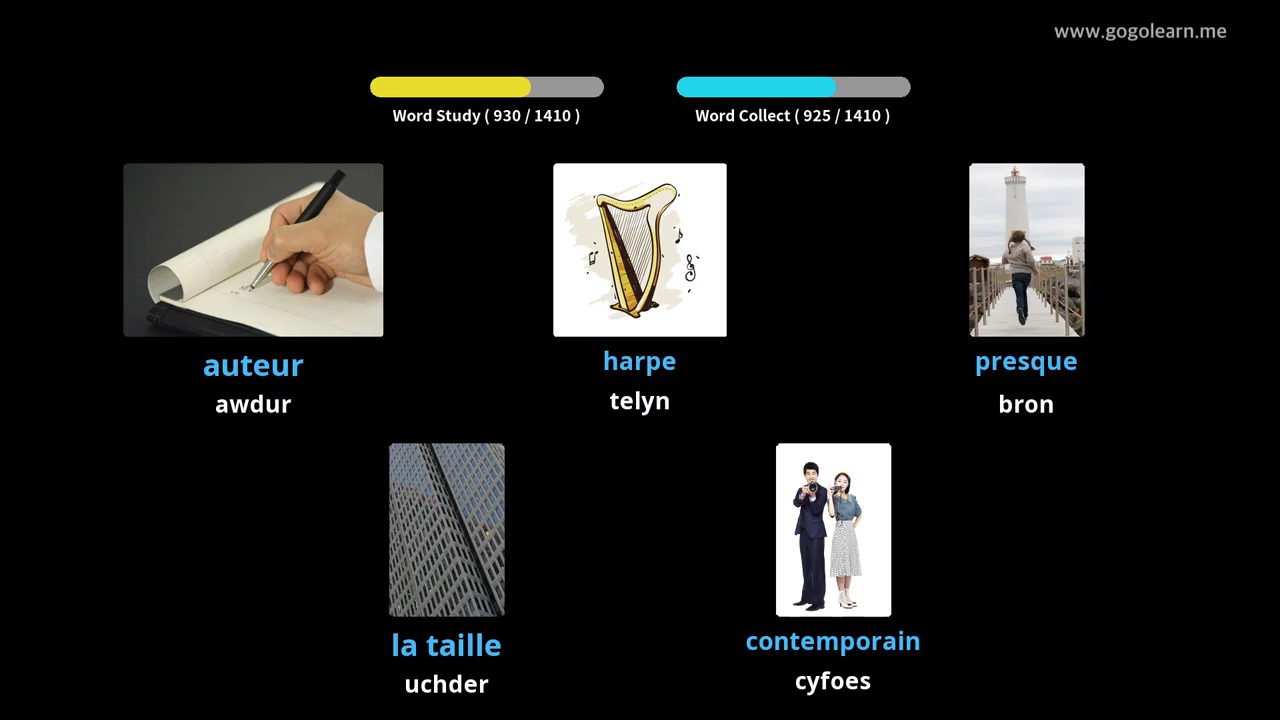 www.gogolearn.me
Word Study ( 930 / 1410 )
Word Collect ( 925 / 1410 )
auteur
awdur
harpe
telyn
presque
bron
la taille
uchder
contemporain
cyfoes